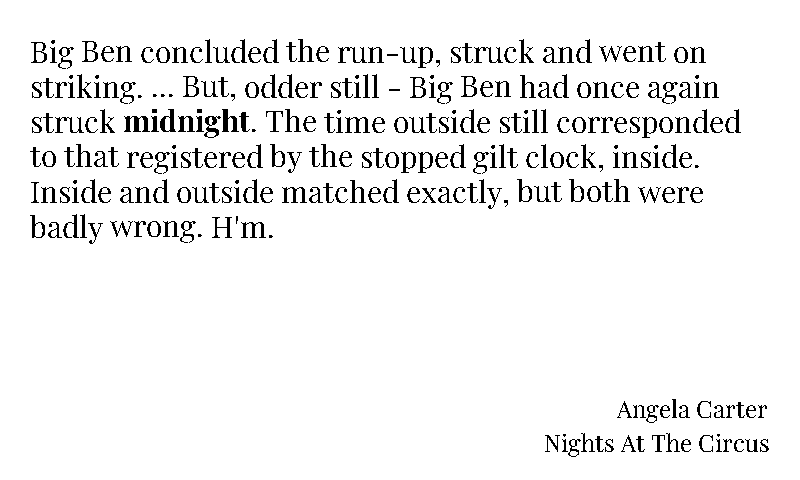 Big Ben concluded the run-up, struck and went on
striking. ... But, odder still - Big Ben had once again
struck midnight. The time outside still corresponded
to that registered by the stopped gilt clock, inside.
Inside and outside matched exactly, but both were
badly wrong. H'm.
Angela Carter
Nights At The Circus